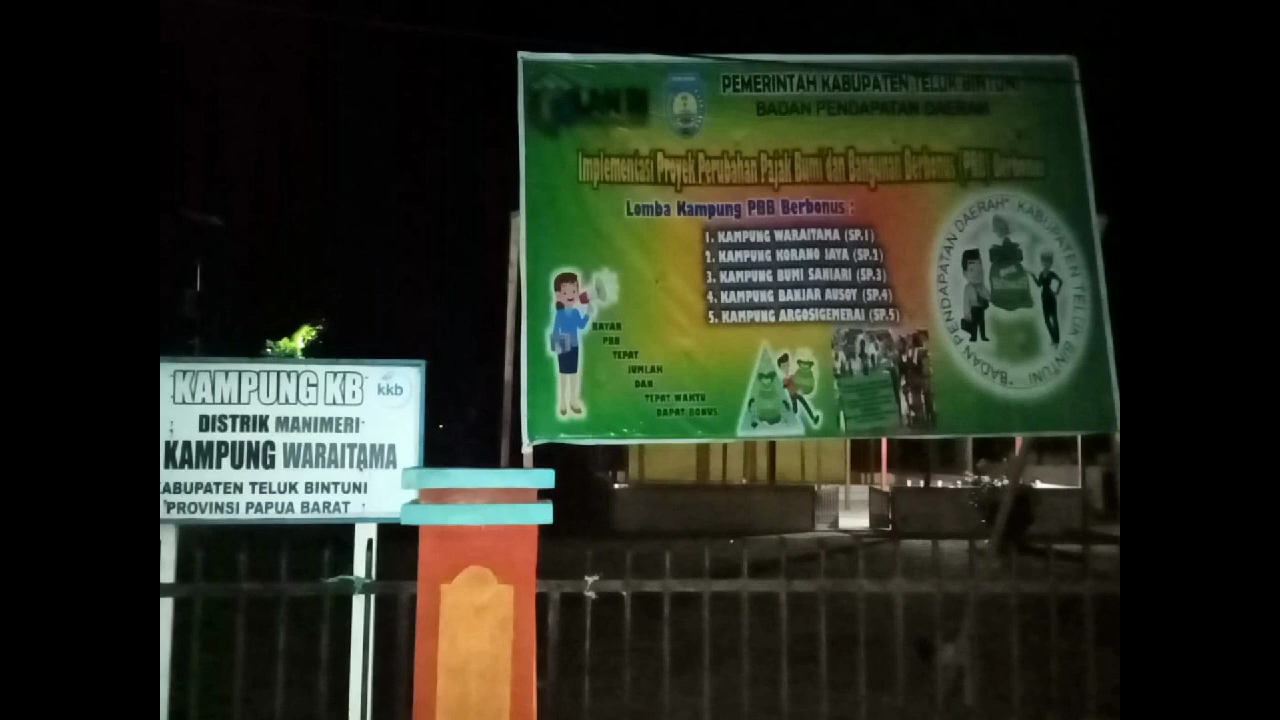 PEMERINTAH KABUPATEN TELUK BINTUNI
BADAN PENDAPATAN DAERAH
Implementasi Proyek Perubahan Pajak Bumi dan Bangunan Berbonus (PBB Berbonus
Lomba Kampung PBB Berbonus :
1. KAMPUNG WARAITAMA (SP.1)
2. KAMPUNG KORANO JAYA (SP.2)
3. KAMPUNG BUMI SANIARI (SP.3)
4. KAMPUNG BANJAR AUSOY (SP.4)
5. KAMPUNG ARGOSIGEMERAI (SP.5)
BAYAR
PBB
TEPAT
JUMLAH
DAN
TEPAT WAKTU
DAPAT BONUS
"BADAN PENDAPATAN DAERAH" KABUPATEN TELUK BINTUNI
KAMPUNG KB
kkb
DISTRIK MANIMERI
KAMPUNG WARAITAMA
KABUPATEN TELUK BINTUNI
PROVINSI PAPUA BARAT